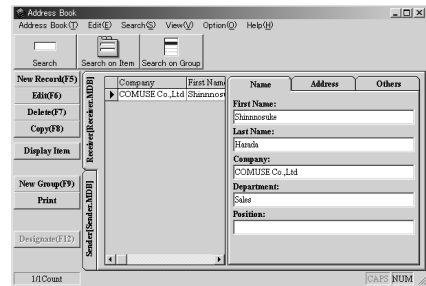 Address Book
Address Book(T) Edit(E) Search(S) View(V) Option(O) Help(H)
Search
Search on Item
Search on Group
New Record(F5)
Edit(F6)
Delete(F7)
Copy(F8)
Display Item
New Group(F9)
Print
Designate(F12)
Receiver[Receiver.MDB]
Sender[Sender.MDB]
Company First Nam
COMUSE Co.,Ltd Shinnnosu
Name Address Others
First Name:
Shinnnosuke
Last Name:
Harada
Company:
COMUSE Co.,Ltd
Department:
Sales
Position:
1/1Count
CAPS NUM